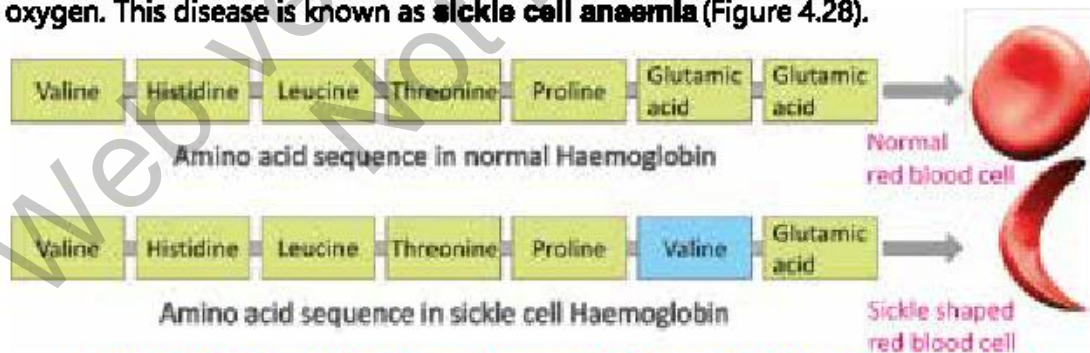 oxygen. This disease is known as sickle cell anaemia (Figure 4.28).
Valine Histidine Leucine Threonine Proline Glutamic acid Glutamic acid
Normal red blood cell
Amino acid sequence in normal Haemoglobin
Valine Histidine Leucine Threonine Proline Valine Glutamic acid
Sickle shaped red blood cell
Amino acid sequence in sickle cell Haemoglobin
Web
Not